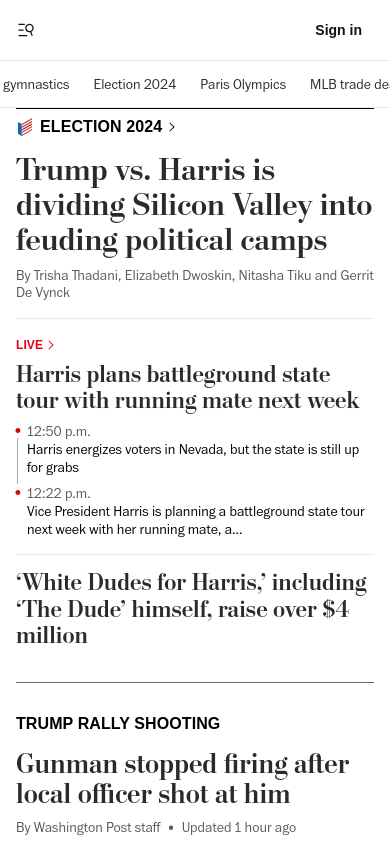 Sign in
gymnastics Election 2024 Paris Olympics MLB trade de
ELECTION 2024
Trump vs. Harris is
dividing Silicon Valley into
feuding political camps
By Trisha Thadani, Elizabeth Dwoskin, Nitasha Tiku and Gerrit
De Vynck
LIVE
Harris plans battleground state
tour with running mate next week
12:50 p.m.
Harris energizes voters in Nevada, but the state is still up
for grabs
12:22 p.m.
Vice President Harris is planning a battleground state tour
next week with her running mate, a...
‘White Dudes for Harris,’ including
‘The Dude’ himself, raise over $4
million
TRUMP RALLY SHOOTING
Gunman stopped firing after
local officer shot at him
By Washington Post staff • Updated 1 hour ago